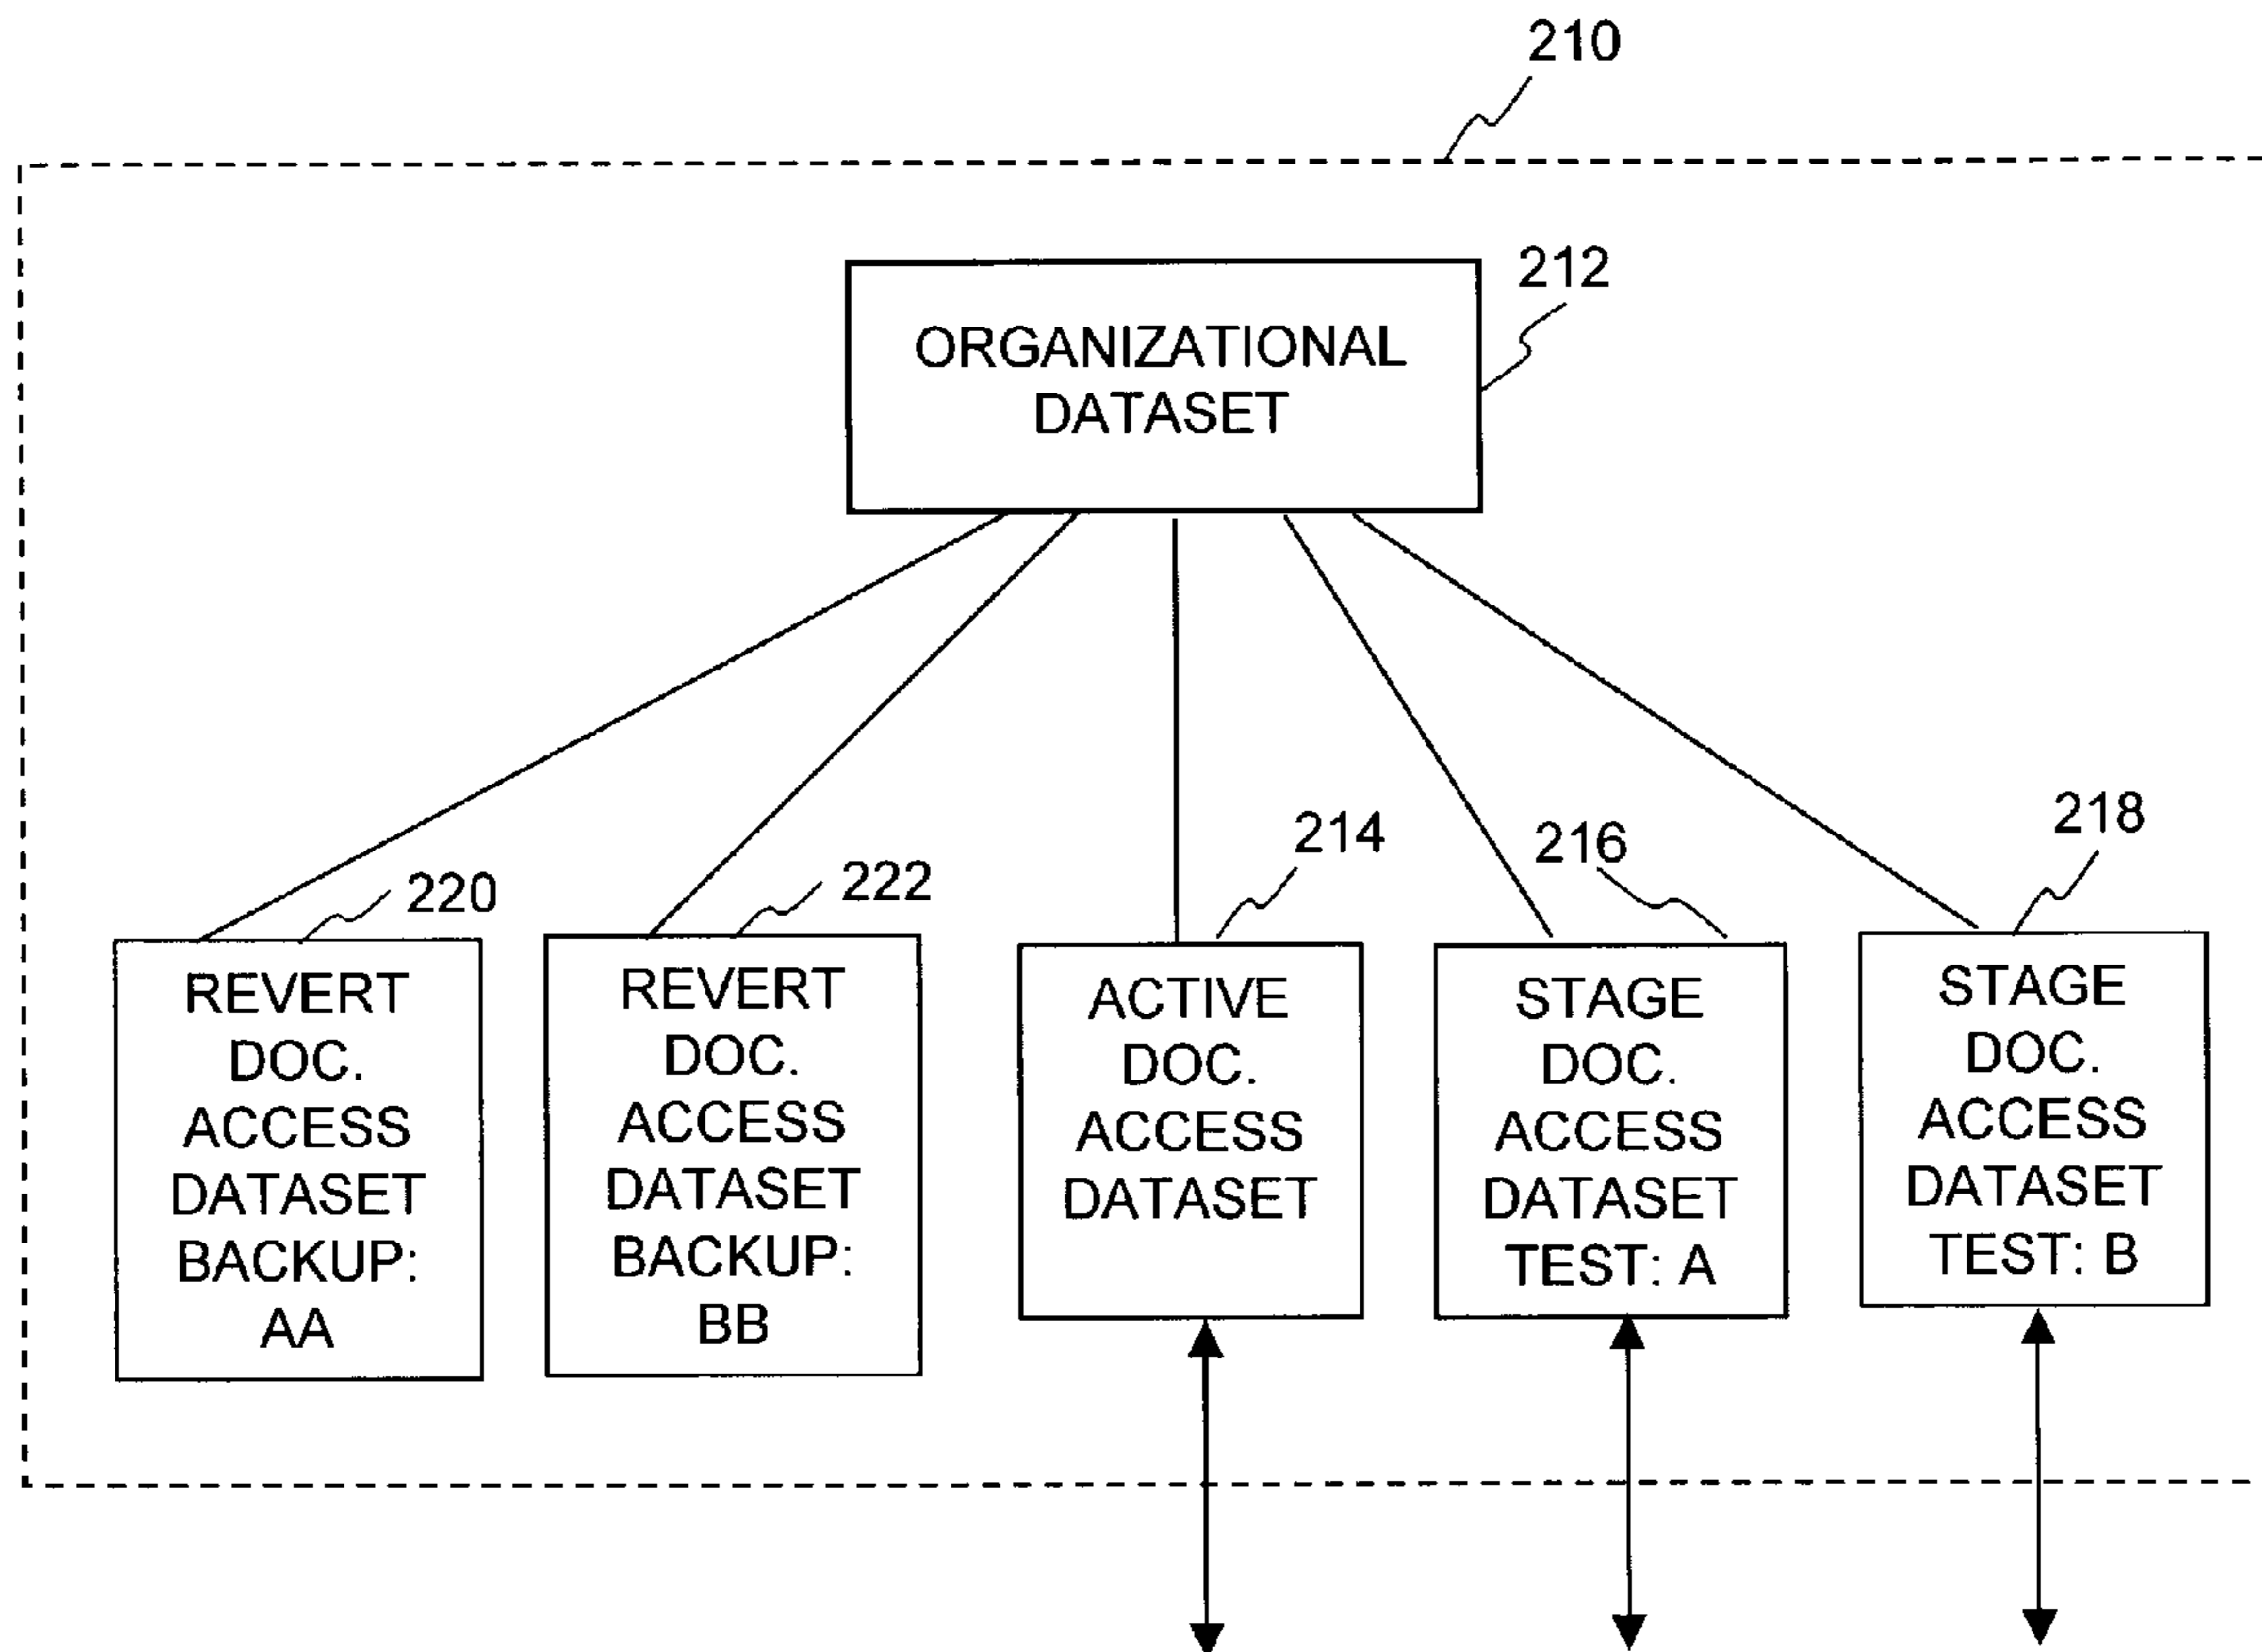 210
212
ORGANIZATIONAL
DATASET
220
222
214
216
218
REVERT
DOC.
ACCESS
DATASET
BACKUP:
AA
REVERT
DOC.
ACCESS
DATASET
BACKUP:
BB
ACTIVE
DOC.
ACCESS
DATASET
STAGE
DOC.
ACCESS
DATASET
TEST: A
STAGE
DOC.
ACCESS
DATASET
TEST: B